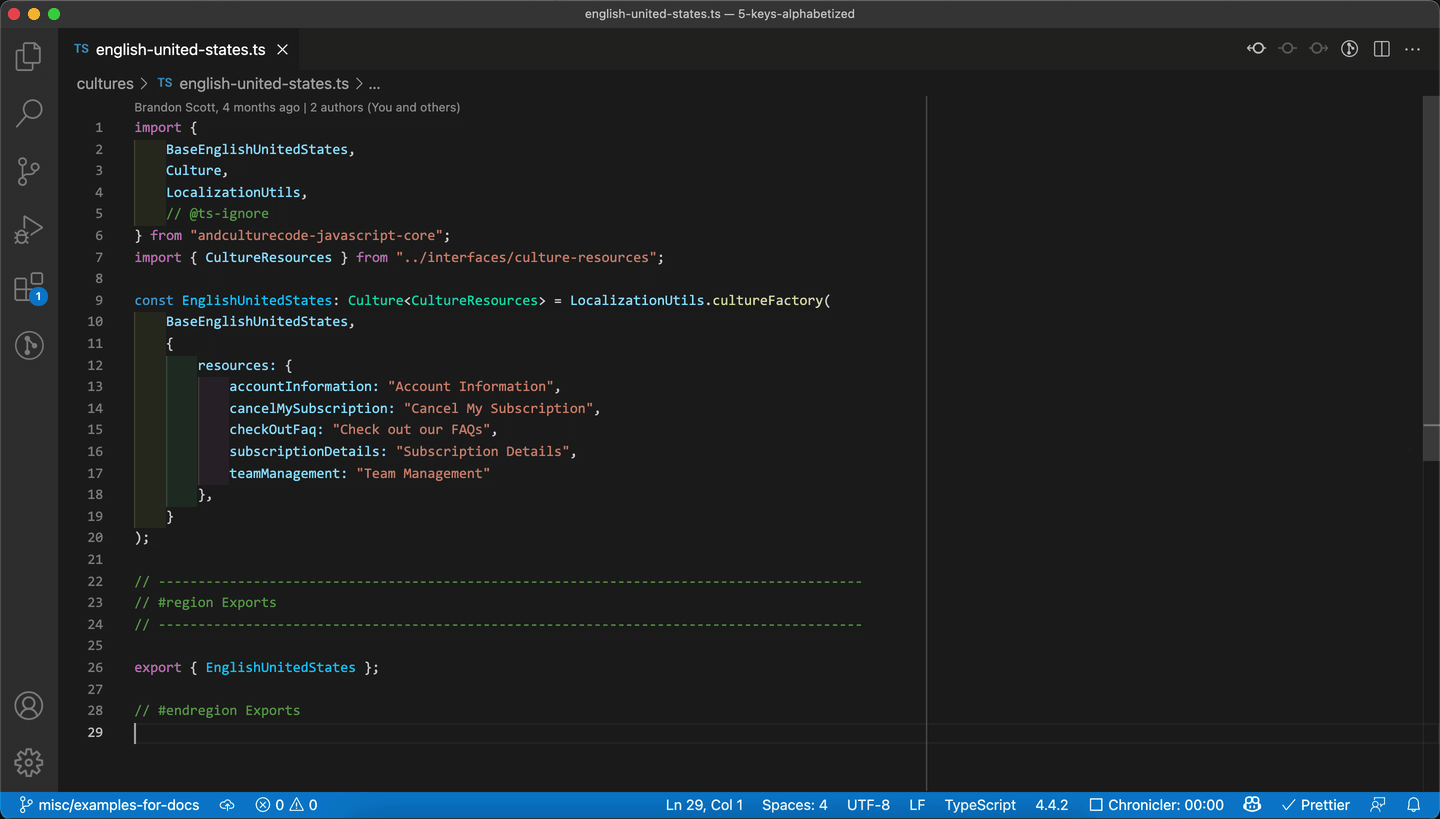 english-united-states.ts — 5-keys-alphabetized
TS english-united-states.ts
cultures > TS english-united-states.ts > ...
Brandon Scott, 4 months ago | 2 authors (You and others)
1 import {
2 BaseEnglishUnitedStates,
3 Culture,
4 LocalizationUtils,
5 // @ts-ignore
6 } from "andculturecode-javascript-core";
7 import { CultureResources } from "../interfaces/culture-resources";
8
9 const EnglishUnitedStates: Culture<CultureResources> = LocalizationUtils.cultureFactory(
10 BaseEnglishUnitedStates,
11 {
12 resources: {
13 accountInformation: "Account Information",
14 cancelMySubscription: "Cancel My Subscription",
15 checkOutFaq: "Check out our FAQs",
16 subscriptionDetails: "Subscription Details",
17 teamManagement: "Team Management"
18 },
19 }
20 );
21
22 // -----------------------------------------------------------------------------------------
23 // #region Exports
24 // -----------------------------------------------------------------------------------------
25
26 export { EnglishUnitedStates };
27
28 // #endregion Exports
29
1
misc/examples-for-docs 0 0 Ln 29, Col 1 Spaces: 4 UTF-8 LF TypeScript 4.4.2 Chronicler: 00:00 Prettier